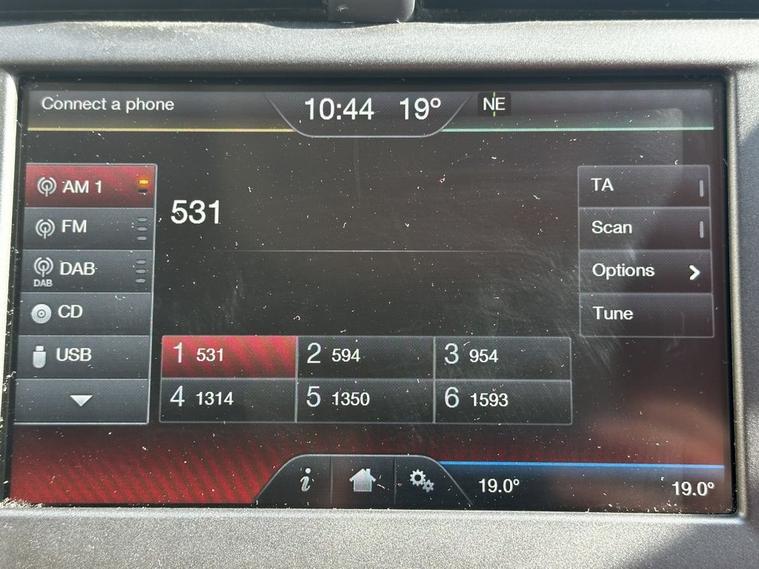 Connect a phone
10:44 19° NE
AM 1
FM
DAB
DAB
CD
USB
531
TA
Scan
Options
Tune
1 531
2 594
3 954
4 1314
5 1350
6 1593
i
19.0°
19.0°